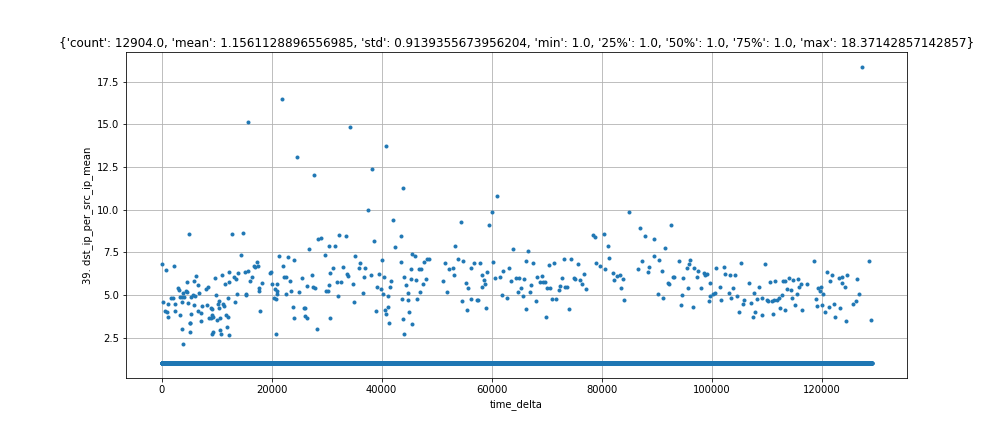 {'count': 12904.0, 'mean': 1.1561128896556985, 'std': 0.9139355673956204, 'min': 1.0, '25%': 1.0, '50%': 1.0, '75%': 1.0, 'max': 18.37142857142857}
17.5
15.0
12.5
10.0
7.5
5.0
2.5
39. dst_ip_per_src_ip_mean
0 20000 40000 60000 80000 100000 120000
time_delta